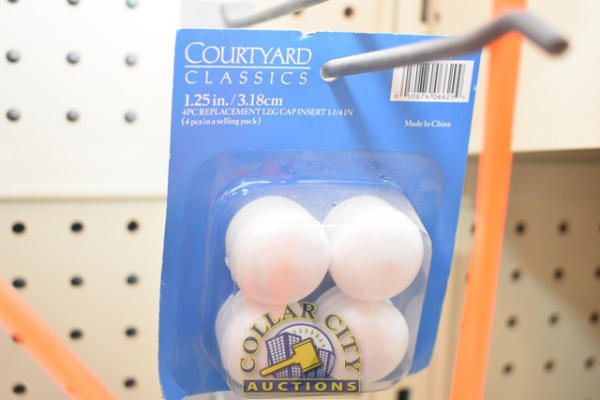 COURTYARD
CLASSICS
1.25 in./3.18cm
4PC REPLACEMENT LEG CAP INSERT 1-1/4 IN
(4 pcs in a selling pack)
Made In China
COLLAR CITY
AUCTIONS